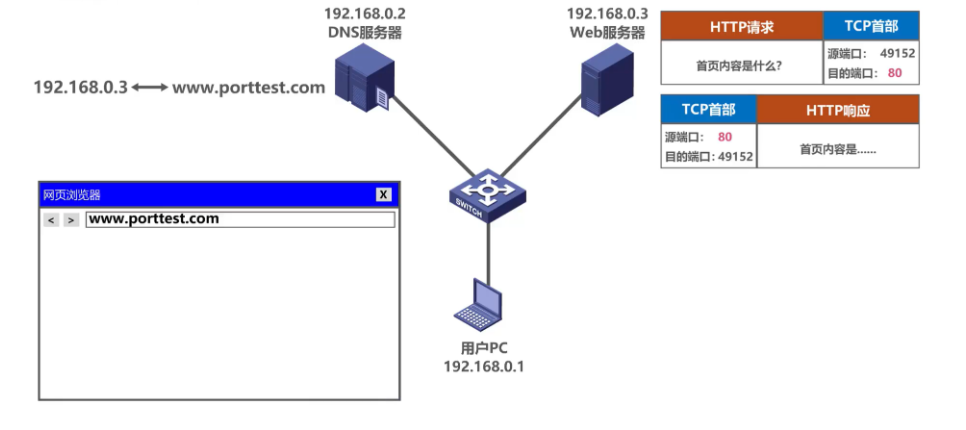 192.168.0.2
DNS服务器
192.168.0.3
Web服务器
HTTP请求
TCP首部
首页内容是什么?
源端口: 49152
目的端口: 80
TCP首部
HTTP响应
源端口: 80
目的端口: 49152
首页内容是......
192.168.0.3
www.porttest.com
网页浏览器
X
< >
www.porttest.com
SWITCH
用户PC
192.168.0.1